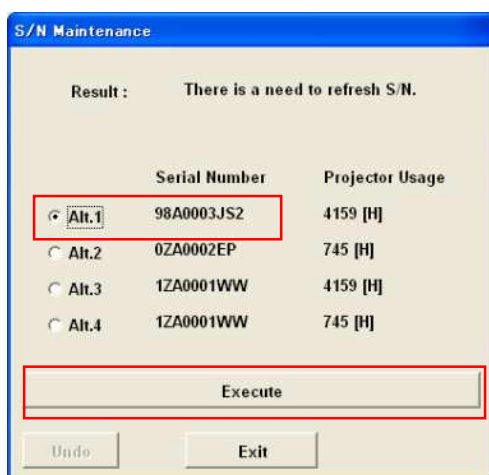 S/N Maintenance
Result : There is a need to refresh S/N.
Serial Number Projector Usage
Alt.1 98A0003JS2 4159 [H]
Alt.2 0ZA0002EP 745 [H]
Alt.3 1ZA0001WW 4159 [H]
Alt.4 1ZA0001WW 745 [H]
Execute
Undo Exit